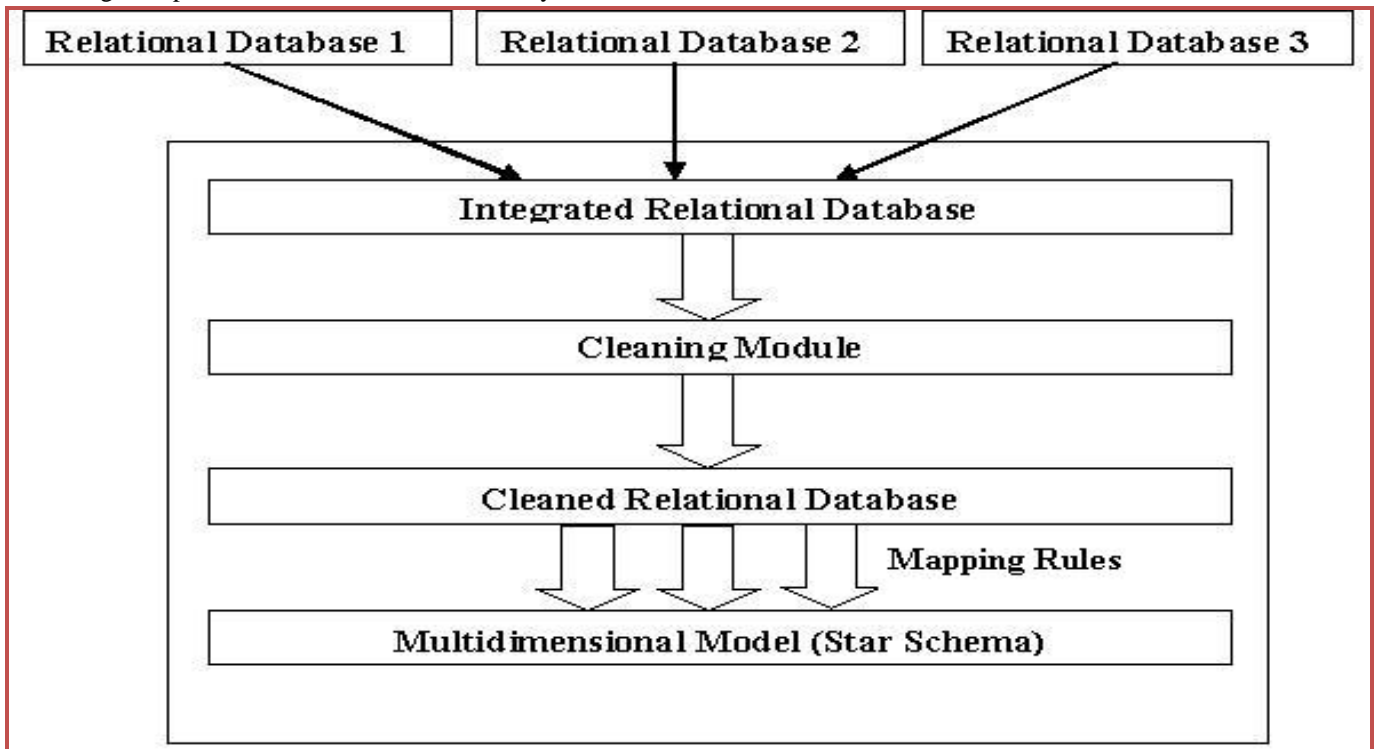 Relational Database 1
Relational Database 2
Relational Database 3
Integrated Relational Database
Cleaning Module
Cleaned Relational Database
Mapping Rules
Multidimensional Model (Star Schema)